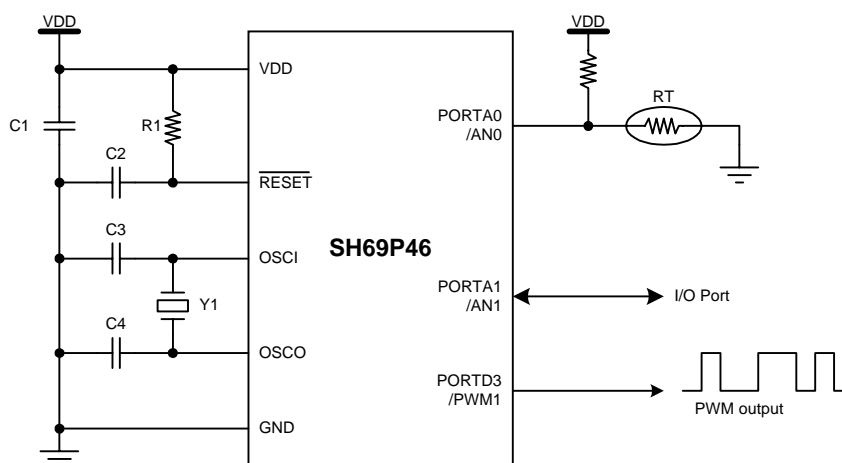 VDD
VDD
VDD
C1
R1
PORTA0
/AN0
RT
C2
RESET
C3
OSCI
SH69P46
Y1
PORTA1
/AN1
I/O Port
C4
OSCO
PORTD3
/PWM1
PWM output
GND